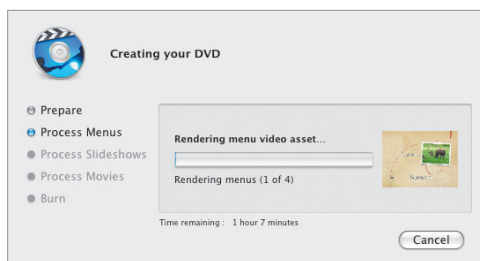 Creating your DVD
Prepare
Process Menus
Process Slideshows
Process Movies
Burn
Rendering menu video asset...
Rendering menus (1 of 4)
Time remaining : 1 hour 7 minutes
Cancel